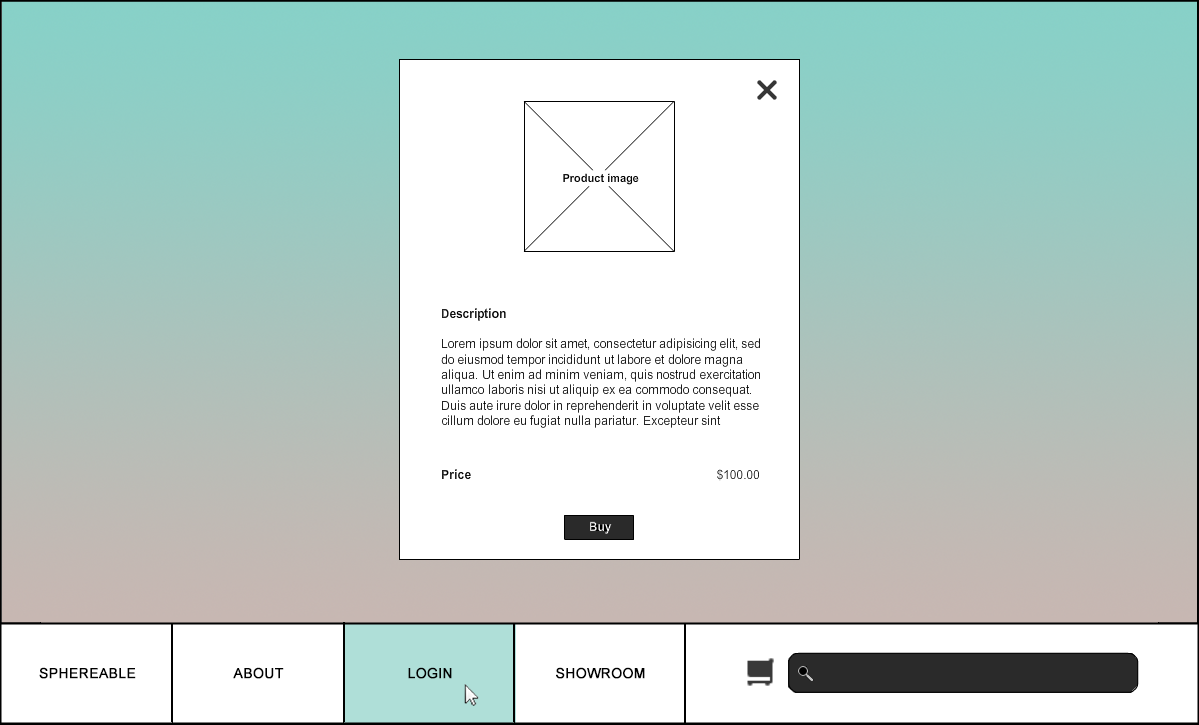 Product image
Description
Lorem ipsum dolor sit amet, consectetur adipisicing elit, sed
do eiusmod tempor incididunt ut labore et dolore magna
aliqua. Ut enim ad minim veniam, quis nostrud exercitation
ullamco laboris nisi ut aliquip ex ea commodo consequat.
Duis aute irure dolor in reprehenderit in voluptate velit esse
cillum dolore eu fugiat nulla pariatur. Excepteur sint
Price $100.00
Buy
SPHEREABLE ABOUT LOGIN SHOWROOM